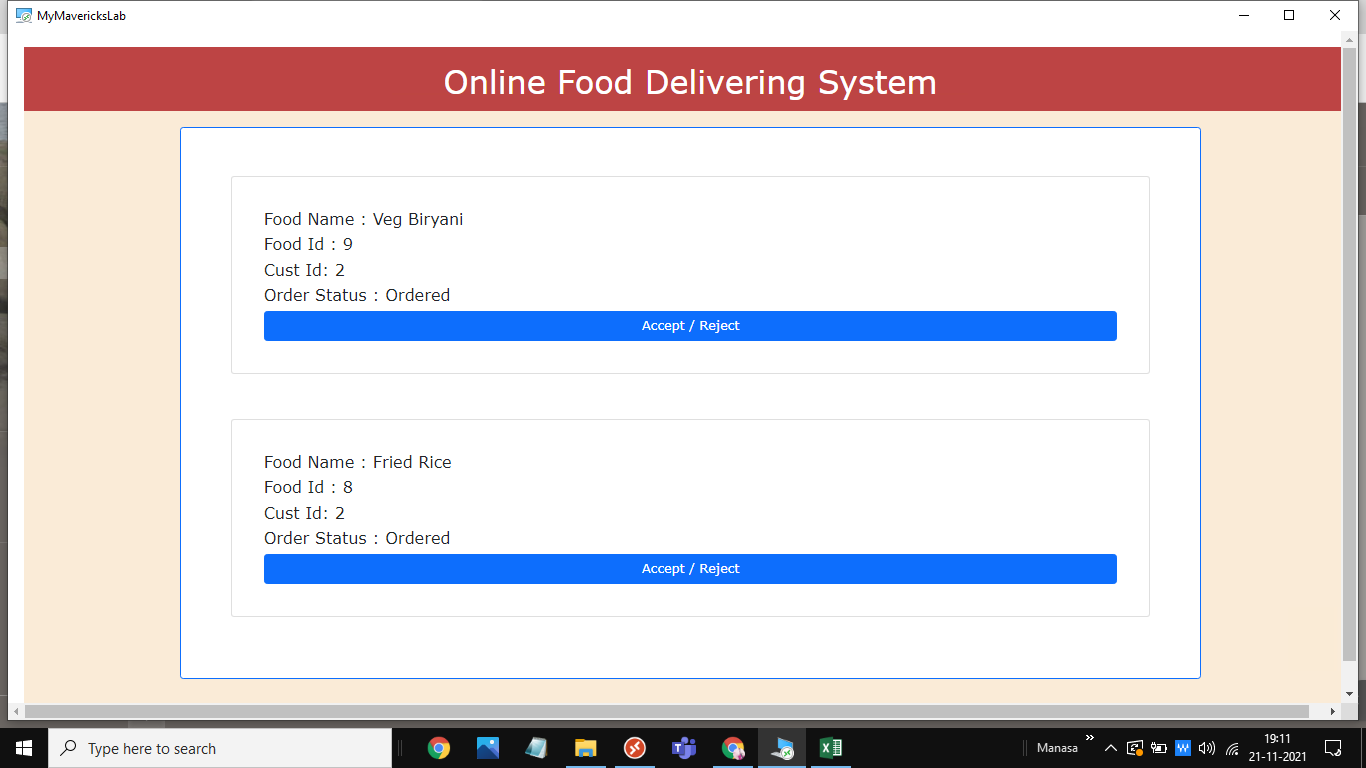 MyMavericksLab
Online Food Delivering System
Food Name : Veg Biryani
Food Id : 9
Cust Id: 2
Order Status : Ordered
Accept / Reject
Food Name : Fried Rice
Food Id : 8
Cust Id: 2
Order Status : Ordered
Accept / Reject
Type here to search
Manasa
19:11
21-11-2021